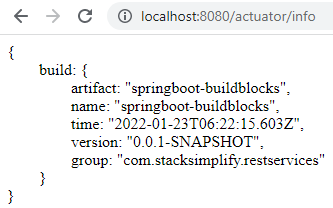 localhost:8080/actuator/info
{
build: {
artifact: "springboot-buildblocks",
name: "springboot-buildblocks",
time: "2022-01-23T06:22:15.603Z",
version: "0.0.1-SNAPSHOT",
group: "com.stacksimplify.restservices"
}
}